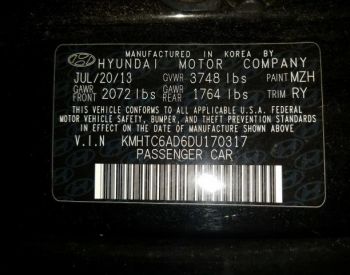 MANUFACTURED IN KOREA BY
HYUNDAI MOTOR COMPANY
JUL/20/13 GVWR 3748 lbs PAINT MZH
GAWR FRONT 2072 lbs GAWR REAR 1764 lbs TRIM RY
THIS VEHICLE CONFORMS TO ALL APPLICABLE U.S.A. FEDERAL
MOTOR VEHICLE SAFETY, BUMPER, AND THEFT PREVENTION
STANDARDS IN EFFECT ON THE DATE OF MANUFACTURE SHOWN ABOVE.
V.I.N KMHTC6AD6DU170317
PASSENGER CAR